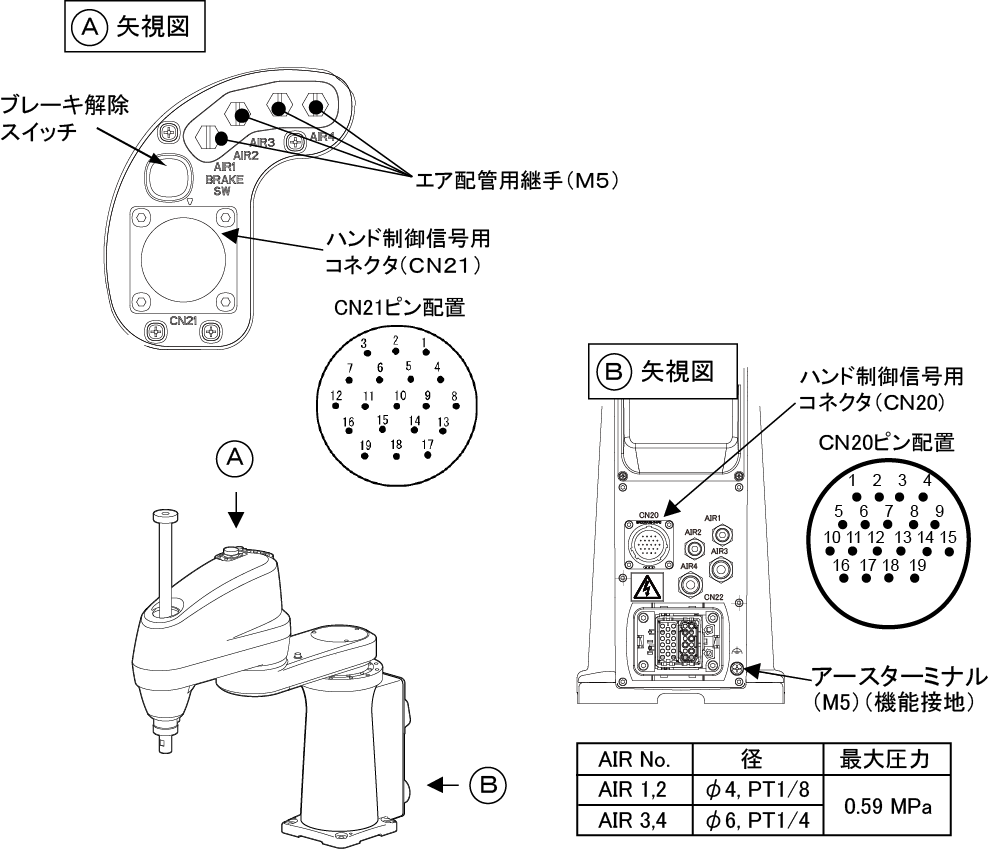 A 矢視図
ブレーキ解除
スイッチ
AIR4
AIR3
AIR2
AIR1
BRAKE
SW
エア配管用継手（M5）
ハンド制御信号用
コネクタ（CN21）
CN21
CN21ピン配置
3 2 1
7 6 5 4
12 11 10 9 8
16 15 14 13
19 18 17
A
B
B 矢視図
ハンド制御信号用
コネクタ（CN20）
CN20ピン配置
1 2 3 4
5 6 7 8 9
10 11 12 13 14 15
16 17 18 19
CN20
AIR1
AIR2
AIR3
AIR4
CN22
アースターミナル
（M5）（機能接地）
AIR No. 径 最大圧力
AIR 1,2 φ4, PT1/8 0.59 MPa
AIR 3,4 φ6, PT1/4